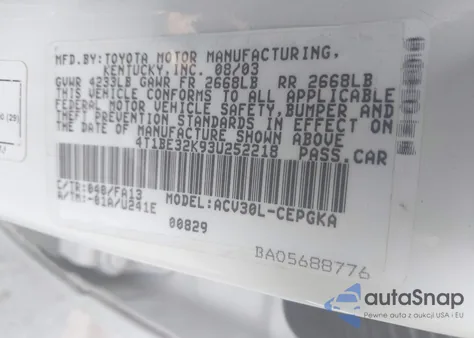 MFD.BY:TOYOTA MOTOR MANUFACTURING,
KENTUCKY,INC. 08/03
GVWR 4233LB GAWR FR 2668LB RR 2668LB
THIS VEHICLE CONFORMS TO ALL APPLICABLE
FEDERAL MOTOR VEHICLE SAFETY,BUMPER AND
THEFT PREVENTION STANDARDS IN EFFECT ON
THE DATE OF MANUFACTURE SHOWN ABOVE
4T1BE32K93U252218 PASS.CAR
C/TR:040/FA13 MODEL:ACV30L-CEPGKA
A/TM:-01A/U241E
00829
BA05688776
autoSnap
Pewne auta z aukcji USA i EU